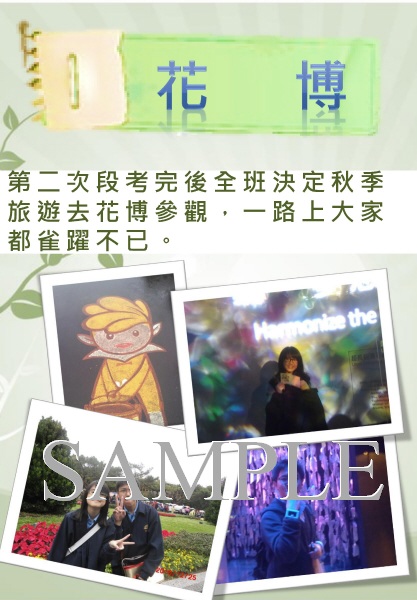 花 博
第二次段考完後全班決定秋季
旅遊去花博參觀，一路上大家
都雀躍不已。
Harmonize the
SAMPLE